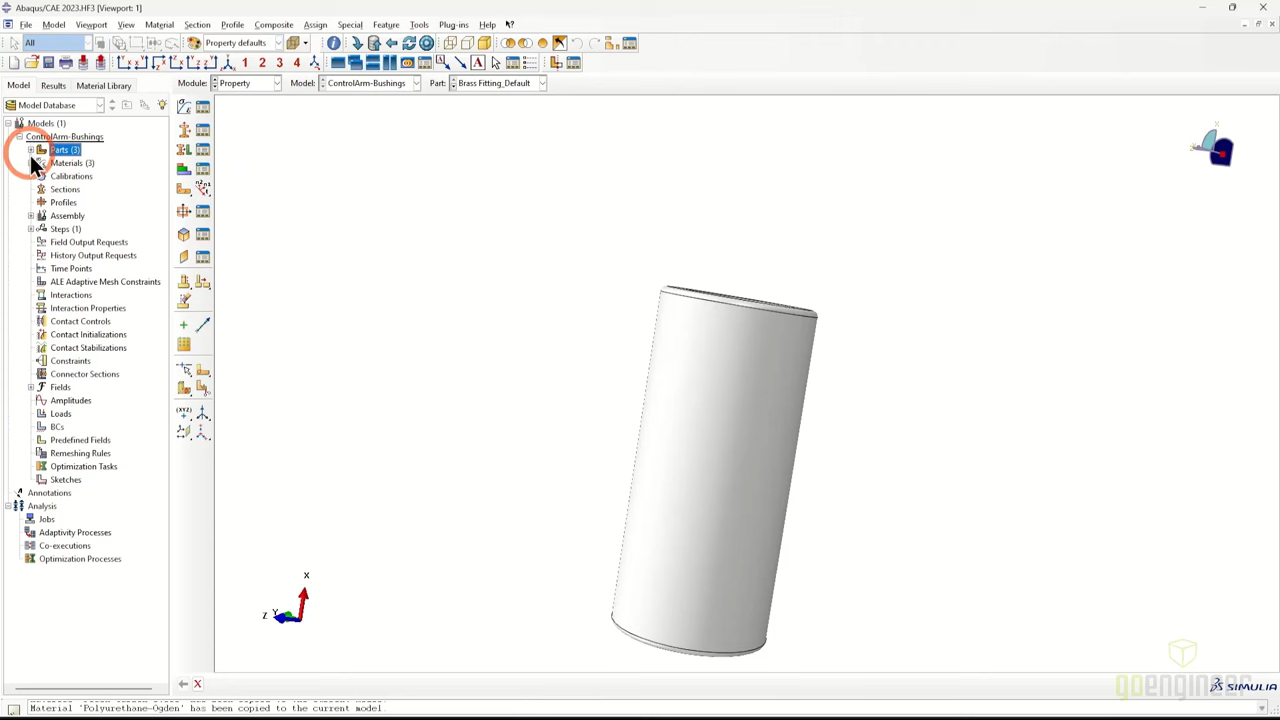 Abaqus/CAE 2023.HF3 [Viewport: 1]
File Model Viewport View Material Section Profile Composite Assign Special Feature Tools Plug-ins Help
All Property defaults
1 2 3 4 A
Model Results Material Library Module: Property Model: ControlArm-Bushings Part: Brass Fitting_Default
Model Database
Models (1)
ControlArm-Bushings
Parts (3)
Materials (3)
Calibrations
Sections
Profiles
Assembly
Steps (1)
Field Output Requests
History Output Requests
Time Points
ALE Adaptive Mesh Constraints
Interactions
Interaction Properties
Contact Controls
Contact Initializations
Contact Stabilizations
Constraints
Connector Sections
Fields
Amplitudes
Loads
BCs
Predefined Fields
Remeshing Rules
Optimization Tasks
Sketches
Annotations
Analysis
Jobs
Adaptivity Processes
Co-executions
Optimization Processes
X
Y
Z
goengineer
SIMULIA
Material 'Polyurethane-Ogden' has been copied to the current model.